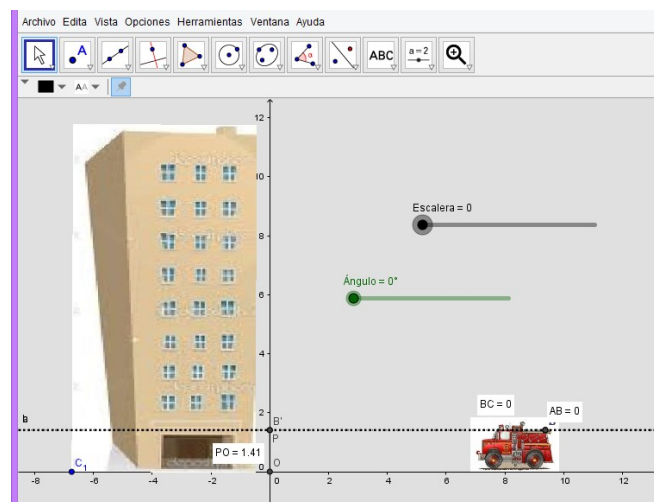 Archivo Edita Vista Opciones Herramientas Ventana Ayuda
A
α
ABC
a = 2
AA
12
Escalera = 0
10
8
Ángulo = 0°
6
4
BC = 0
AB = 0
2
B'
P
PO = 1.41
C1
0
O
-8
-6
-4
-2
0
2
4
6
8
10
12